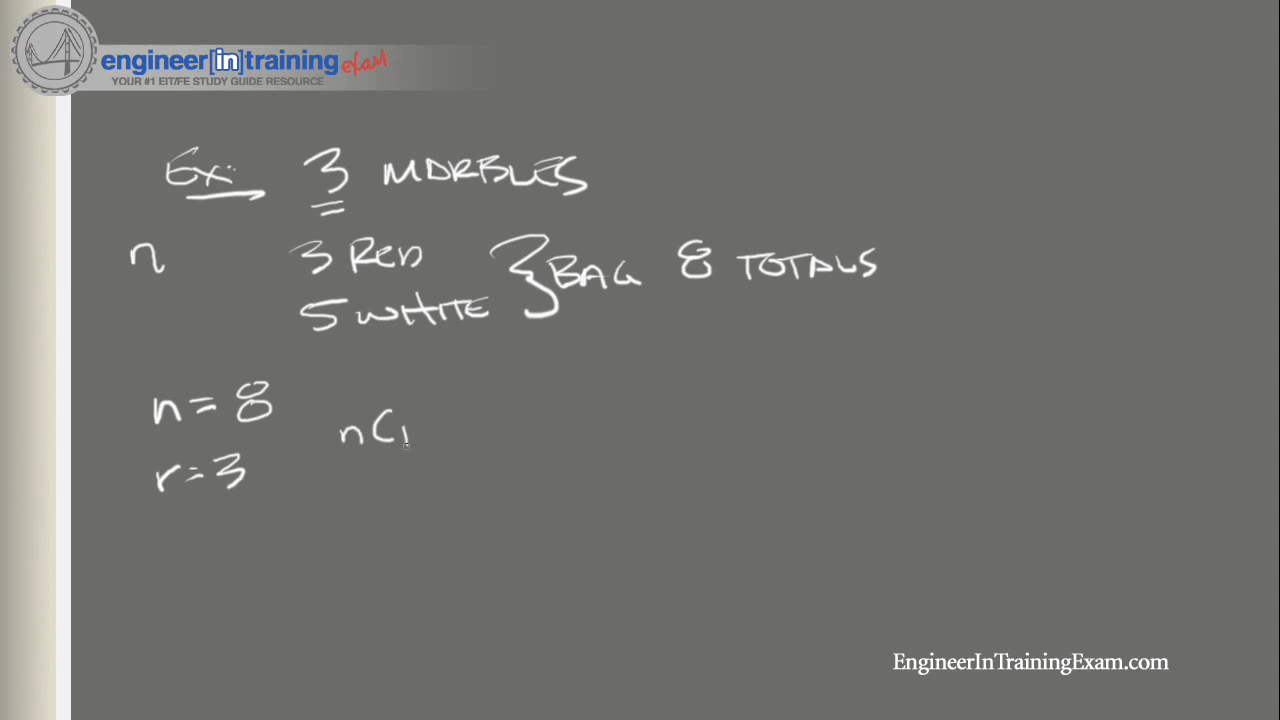 engineer[in]training exam
YOUR #1 EIT/FE STUDY GUIDE RESOURCE
Ex: 3 MARBLES
n 3 RED } BAG 8 TOTALS
5 WHITE
n = 8
r = 3
nC
EngineerInTrainingExam.com